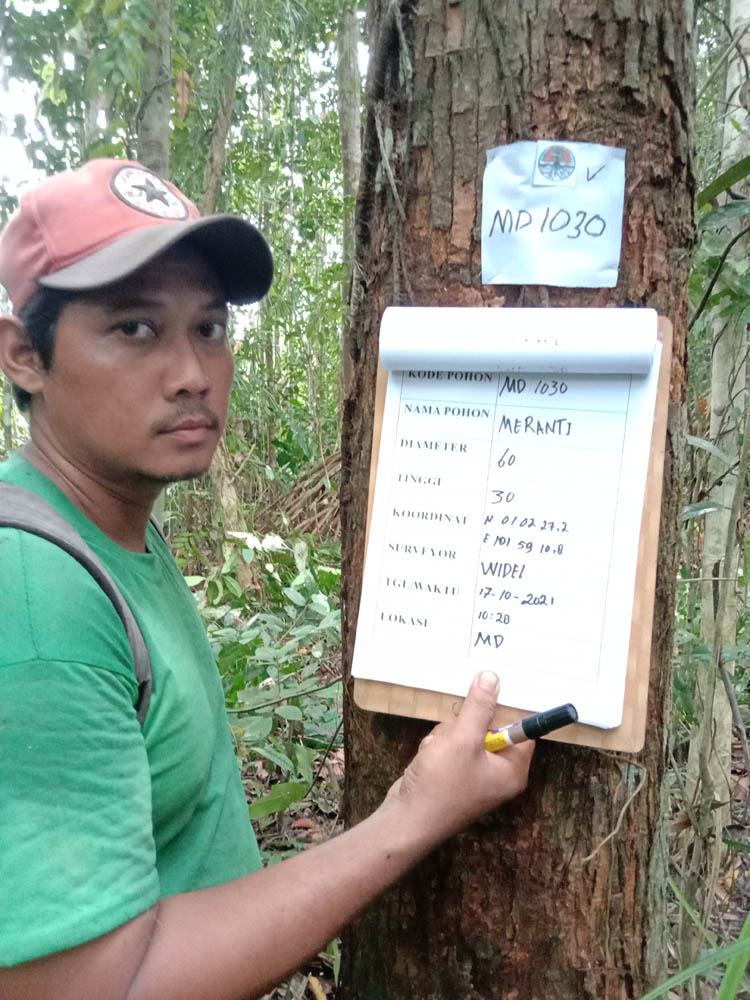 MD 1030
KODE POHON MD 1030
NAMA POHON MERANTI
DIAMETER 60
TINGGI 30
KOORDINAT N 01 02 27.2
E 101 59 10.8
SURVEYOR WIDEI
TGL/WAKTU 17-10-2021
10:28
LOKASI MD